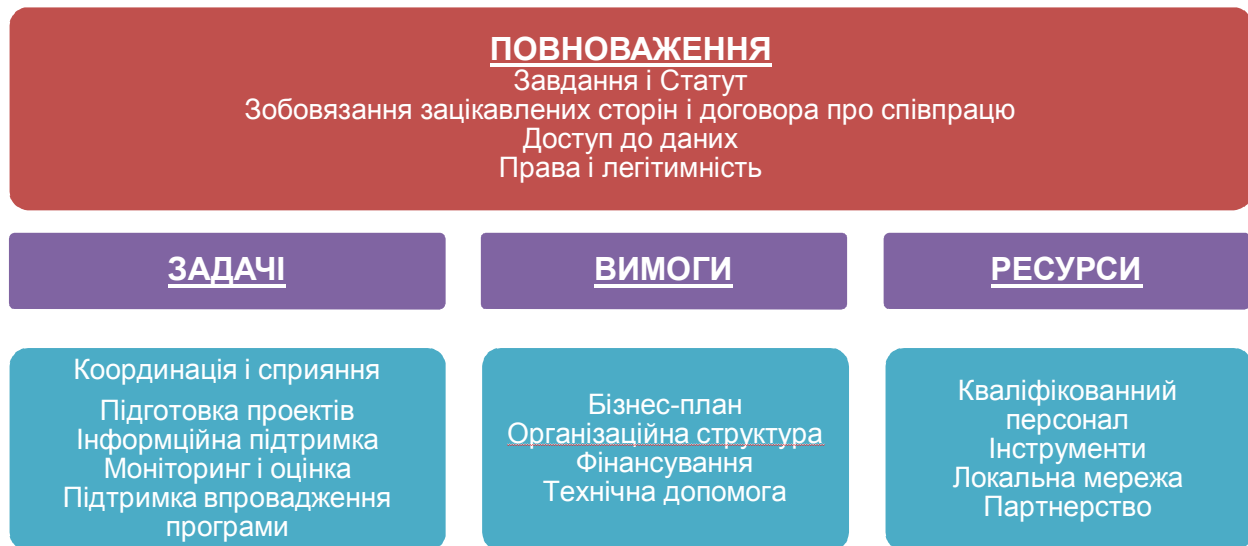 ПОВНОВАЖЕННЯ
Завдання і Статут
Зобовязання зацікавлених сторін і договора про співпрацю
Доступ до даних
Права і легітимність
ЗАДАЧІ
Координація і сприяння
Підготовка проектів
Інформційна підтримка
Моніторинг і оцінка
Підтримка впровадження
програми
ВИМОГИ
Бізнес-план
Організаційна структура
Фінансування
Технічна допомога
РЕСУРСИ
Кваліфікованний
персонал
Інструменти
Локальна мережа
Партнерство